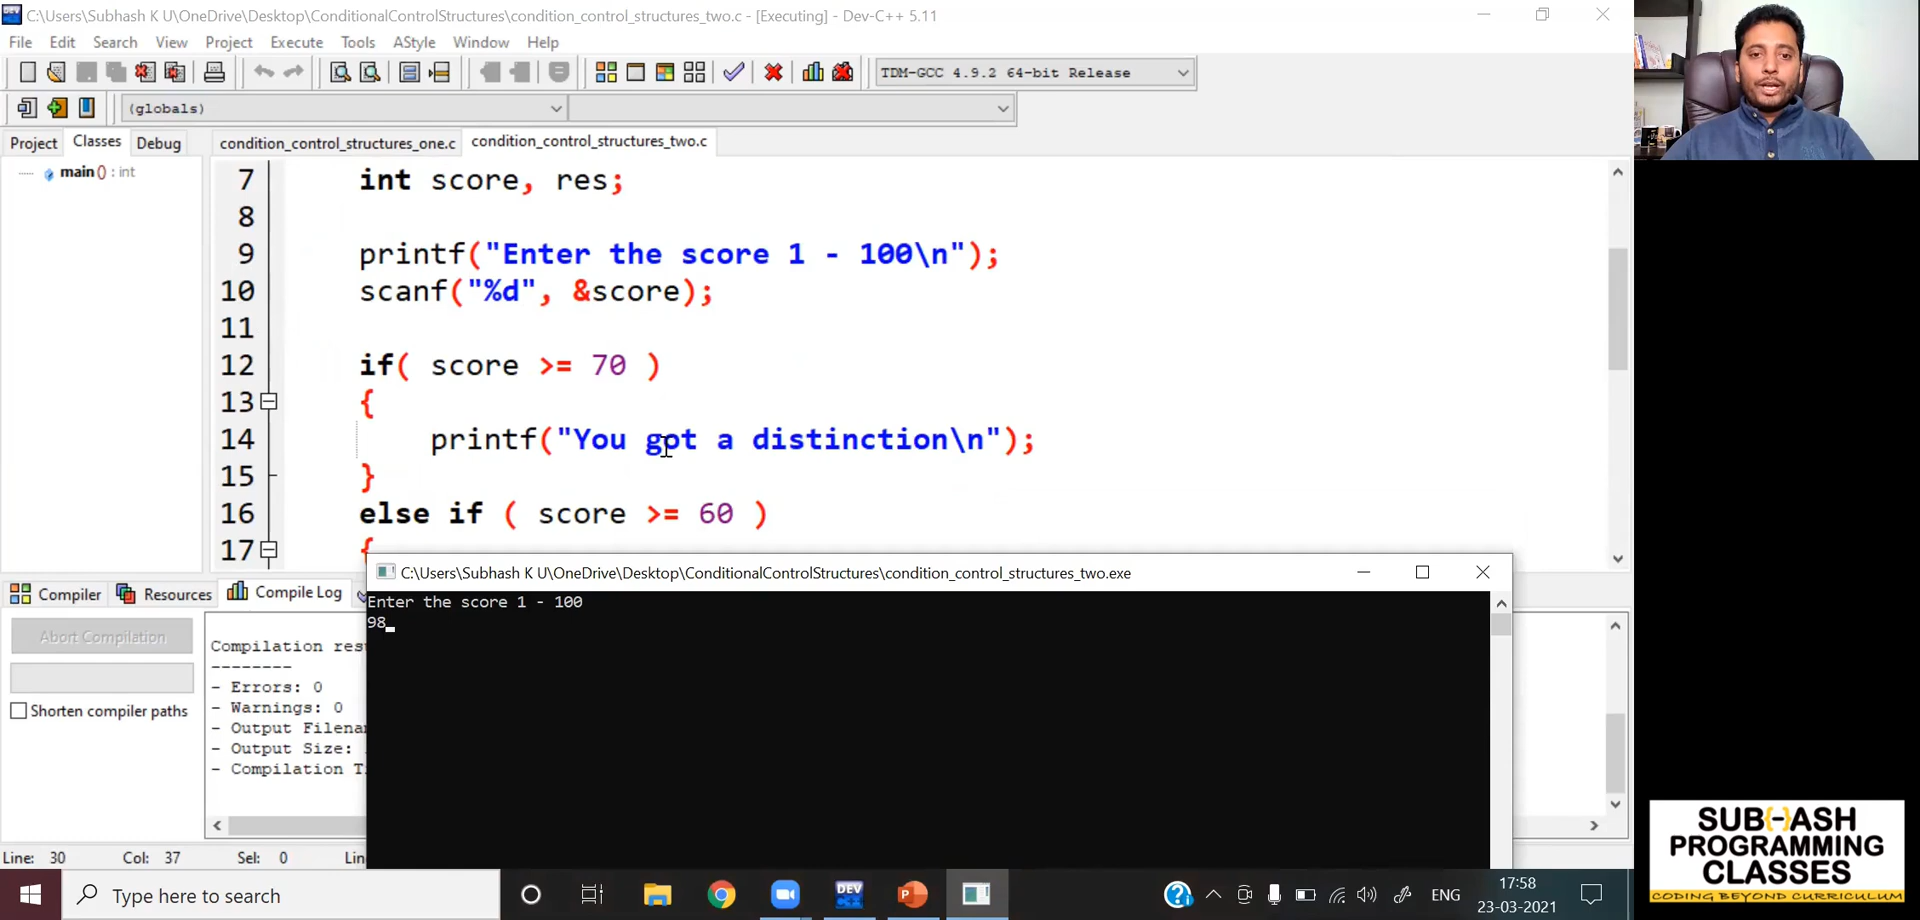 C:\Users\Subhash K U\OneDrive\Desktop\ConditionalControlStructures\condition_control_structures_two.c - [Executing] - Dev-C++ 5.11
File Edit Search View Project Execute Tools AStyle Window Help
TDM-GCC 4.9.2 64-bit Release
(globals)
Project Classes Debug
condition_control_structures_one.c condition_control_structures_two.c
main () : int
7 int score, res;
8
9 printf("Enter the score 1 - 100\n");
10 scanf("%d", &score);
11
12 if( score >= 70 )
13 {
14 printf("You got a distinction\n");
15 }
16 else if ( score >= 60 )
17 {
Compiler Resources Compile Log
Abort Compilation
Shorten compiler paths
Compilation
--------
- Errors: 0
- Warnings: 0
- Output
- Output Size:
- Compilation
C:\Users\Subhash K U\OneDrive\Desktop\ConditionalControlStructures\condition_control_structures_two.exe
Enter the score 1 - 100
98
Line: 30 Col: 37 Sel: 0
Type here to search
DEV
ENG
17:58
23-03-2021
SUB{-}ASH
PROGRAMMING
CLASSES
CODING BEYOND CURRICULUM